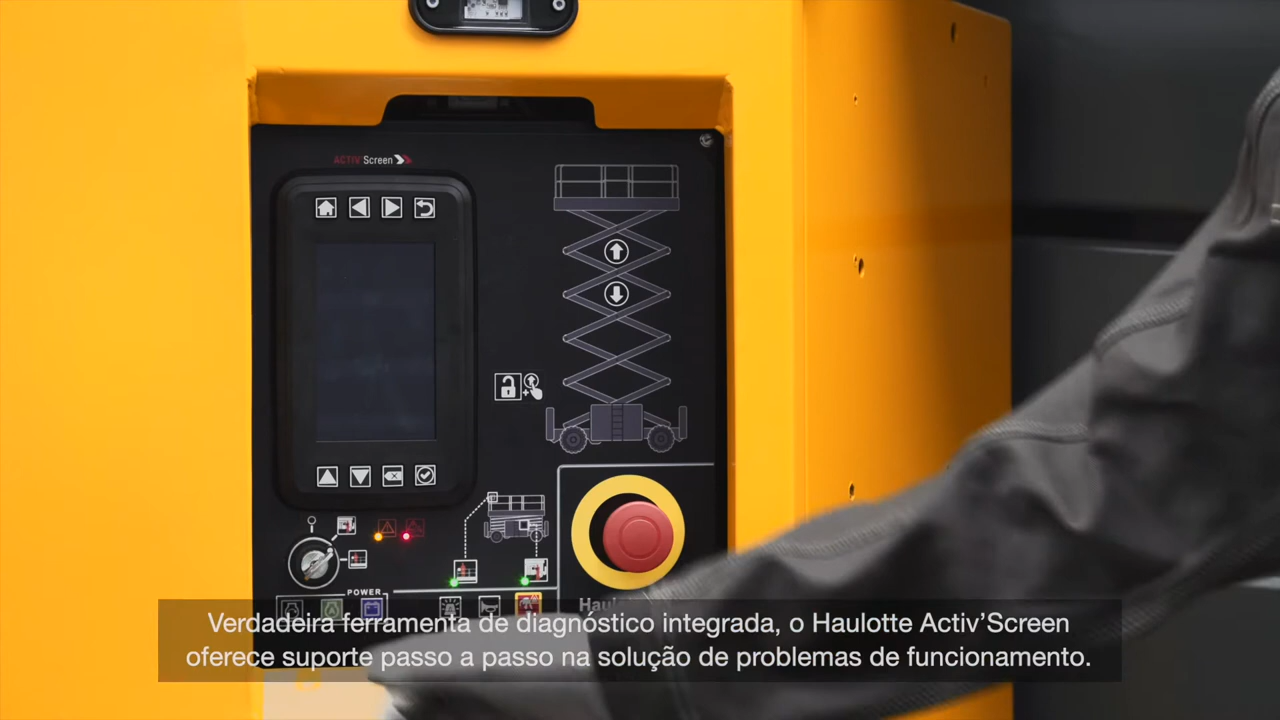 ACTIV'Screen
POWER
Verdadeira ferramenta de diagnóstico integrada, o Haulotte Activ’Screen
oferece suporte passo a passo na solução de problemas de funcionamento.